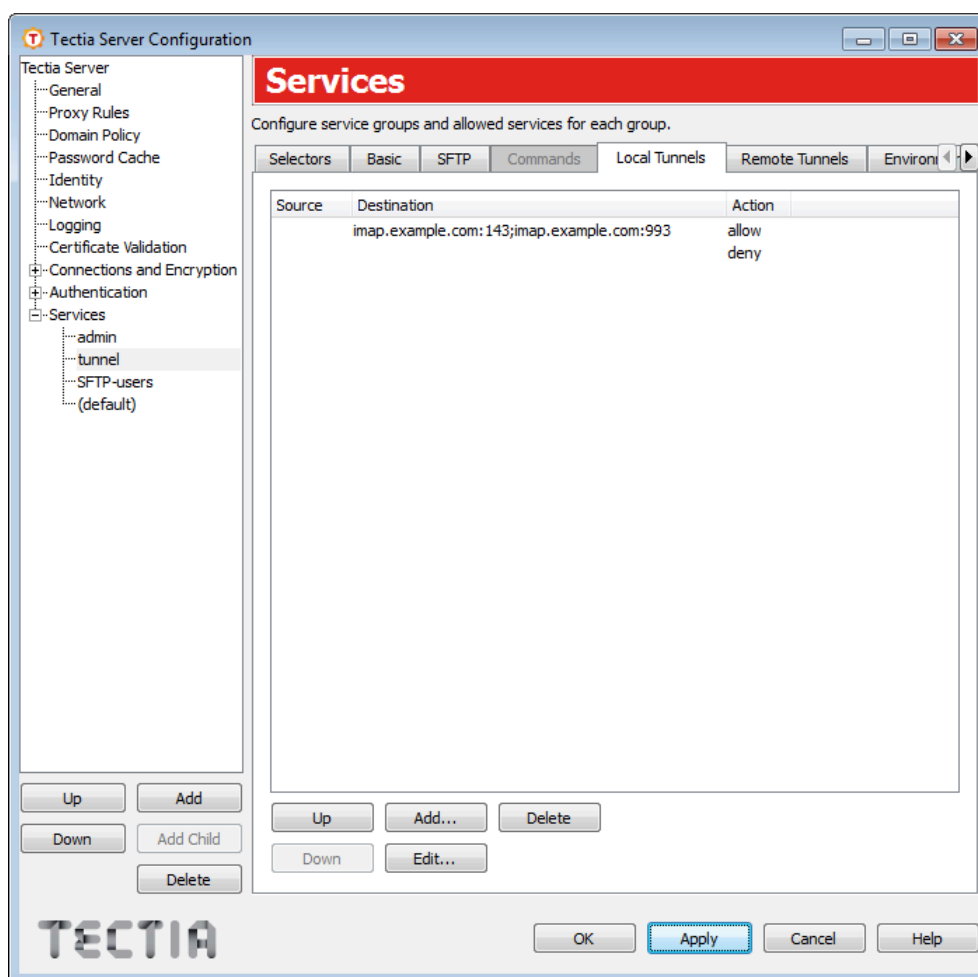 Tectia Server Configuration
Tectia Server
General
Proxy Rules
Domain Policy
Password Cache
Identity
Network
Logging
Certificate Validation
Connections and Encryption
Authentication
Services
admin
tunnel
SFTP-users
(default)
Up Add
Down Add Child
Delete
Services
Configure service groups and allowed services for each group.
Selectors Basic SFTP Commands Local Tunnels Remote Tunnels
Source Destination Action
imap.example.com:143;imap.example.com:993 allow
deny
Up Add... Delete
Down Edit...
TECTIA
OK Apply Cancel Help